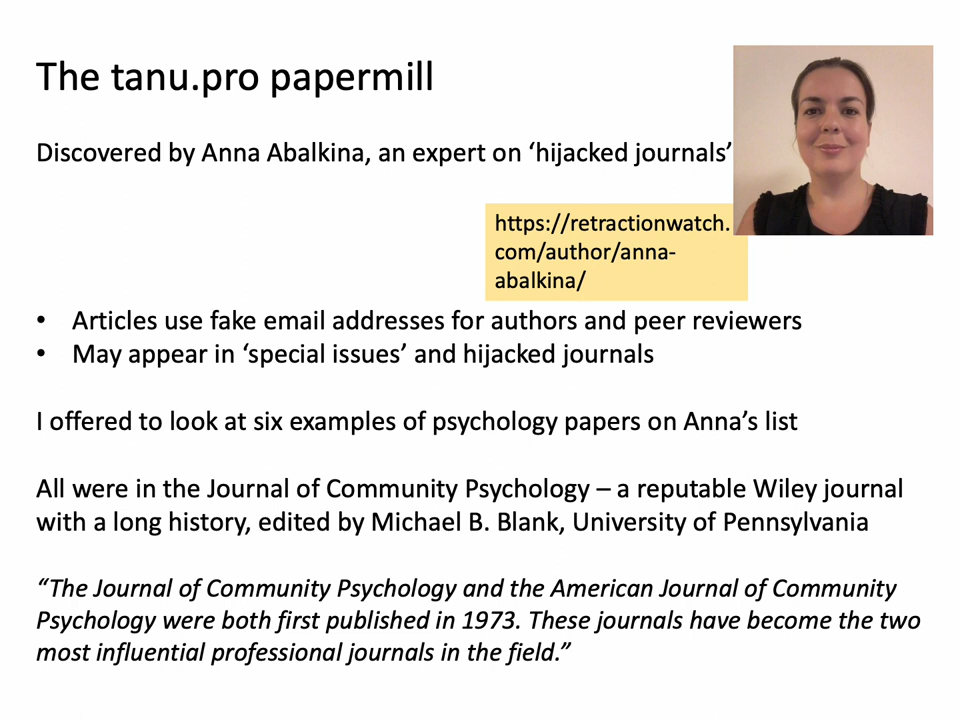 The tanu.pro papermill
Discovered by Anna Abalkina, an expert on ‘hijacked journals’
https://retractionwatch.
com/author/anna-
abalkina/
• Articles use fake email addresses for authors and peer reviewers
• May appear in ‘special issues’ and hijacked journals
I offered to look at six examples of psychology papers on Anna’s list
All were in the Journal of Community Psychology – a reputable Wiley journal
with a long history, edited by Michael B. Blank, University of Pennsylvania
“The Journal of Community Psychology and the American Journal of Community
Psychology were both first published in 1973. These journals have become the two
most influential professional journals in the field.”